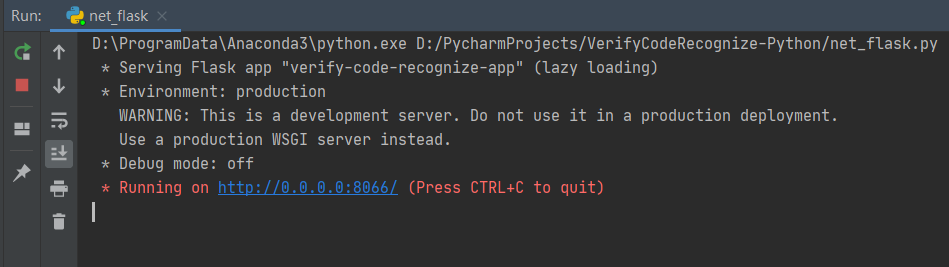 Run: net_flask
D:\ProgramData\Anaconda3\python.exe D:/PycharmProjects/VerifyCodeRecognize-Python/net_flask.py
* Serving Flask app "verify-code-recognize-app" (lazy loading)
* Environment: production
WARNING: This is a development server. Do not use it in a production deployment.
Use a production WSGI server instead.
* Debug mode: off
* Running on http://0.0.0.0:8066/ (Press CTRL+C to quit)